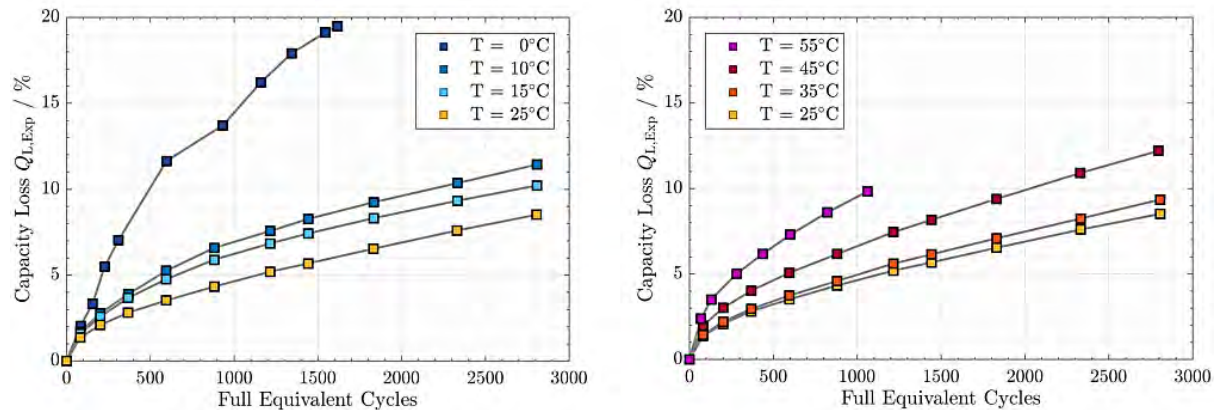 Capacity Loss Q_L,Exp / %
20
15
10
5
0
T = 0°C
T = 10°C
T = 15°C
T = 25°C
0 500 1000 1500 2000 2500 3000
Full Equivalent Cycles
Capacity Loss Q_L,Exp / %
20
15
10
5
0
T = 55°C
T = 45°C
T = 35°C
T = 25°C
0 500 1000 1500 2000 2500 3000
Full Equivalent Cycles